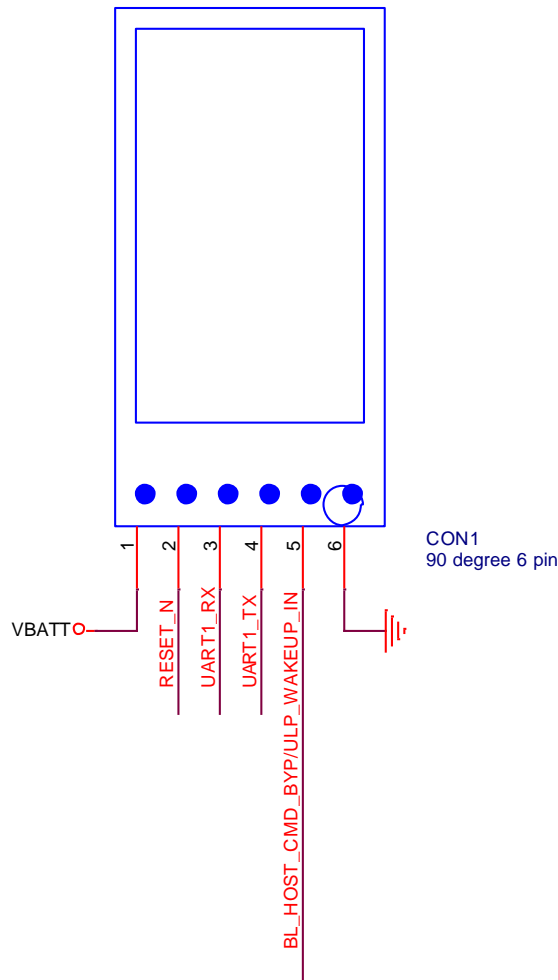 CON1
90 degree 6 pin
1
2
3
4
5
6
VBATT
RESET_N
UART1_RX
UART1_TX
BL_HOST_CMD_BYP/ULP_WAKEUP_IN